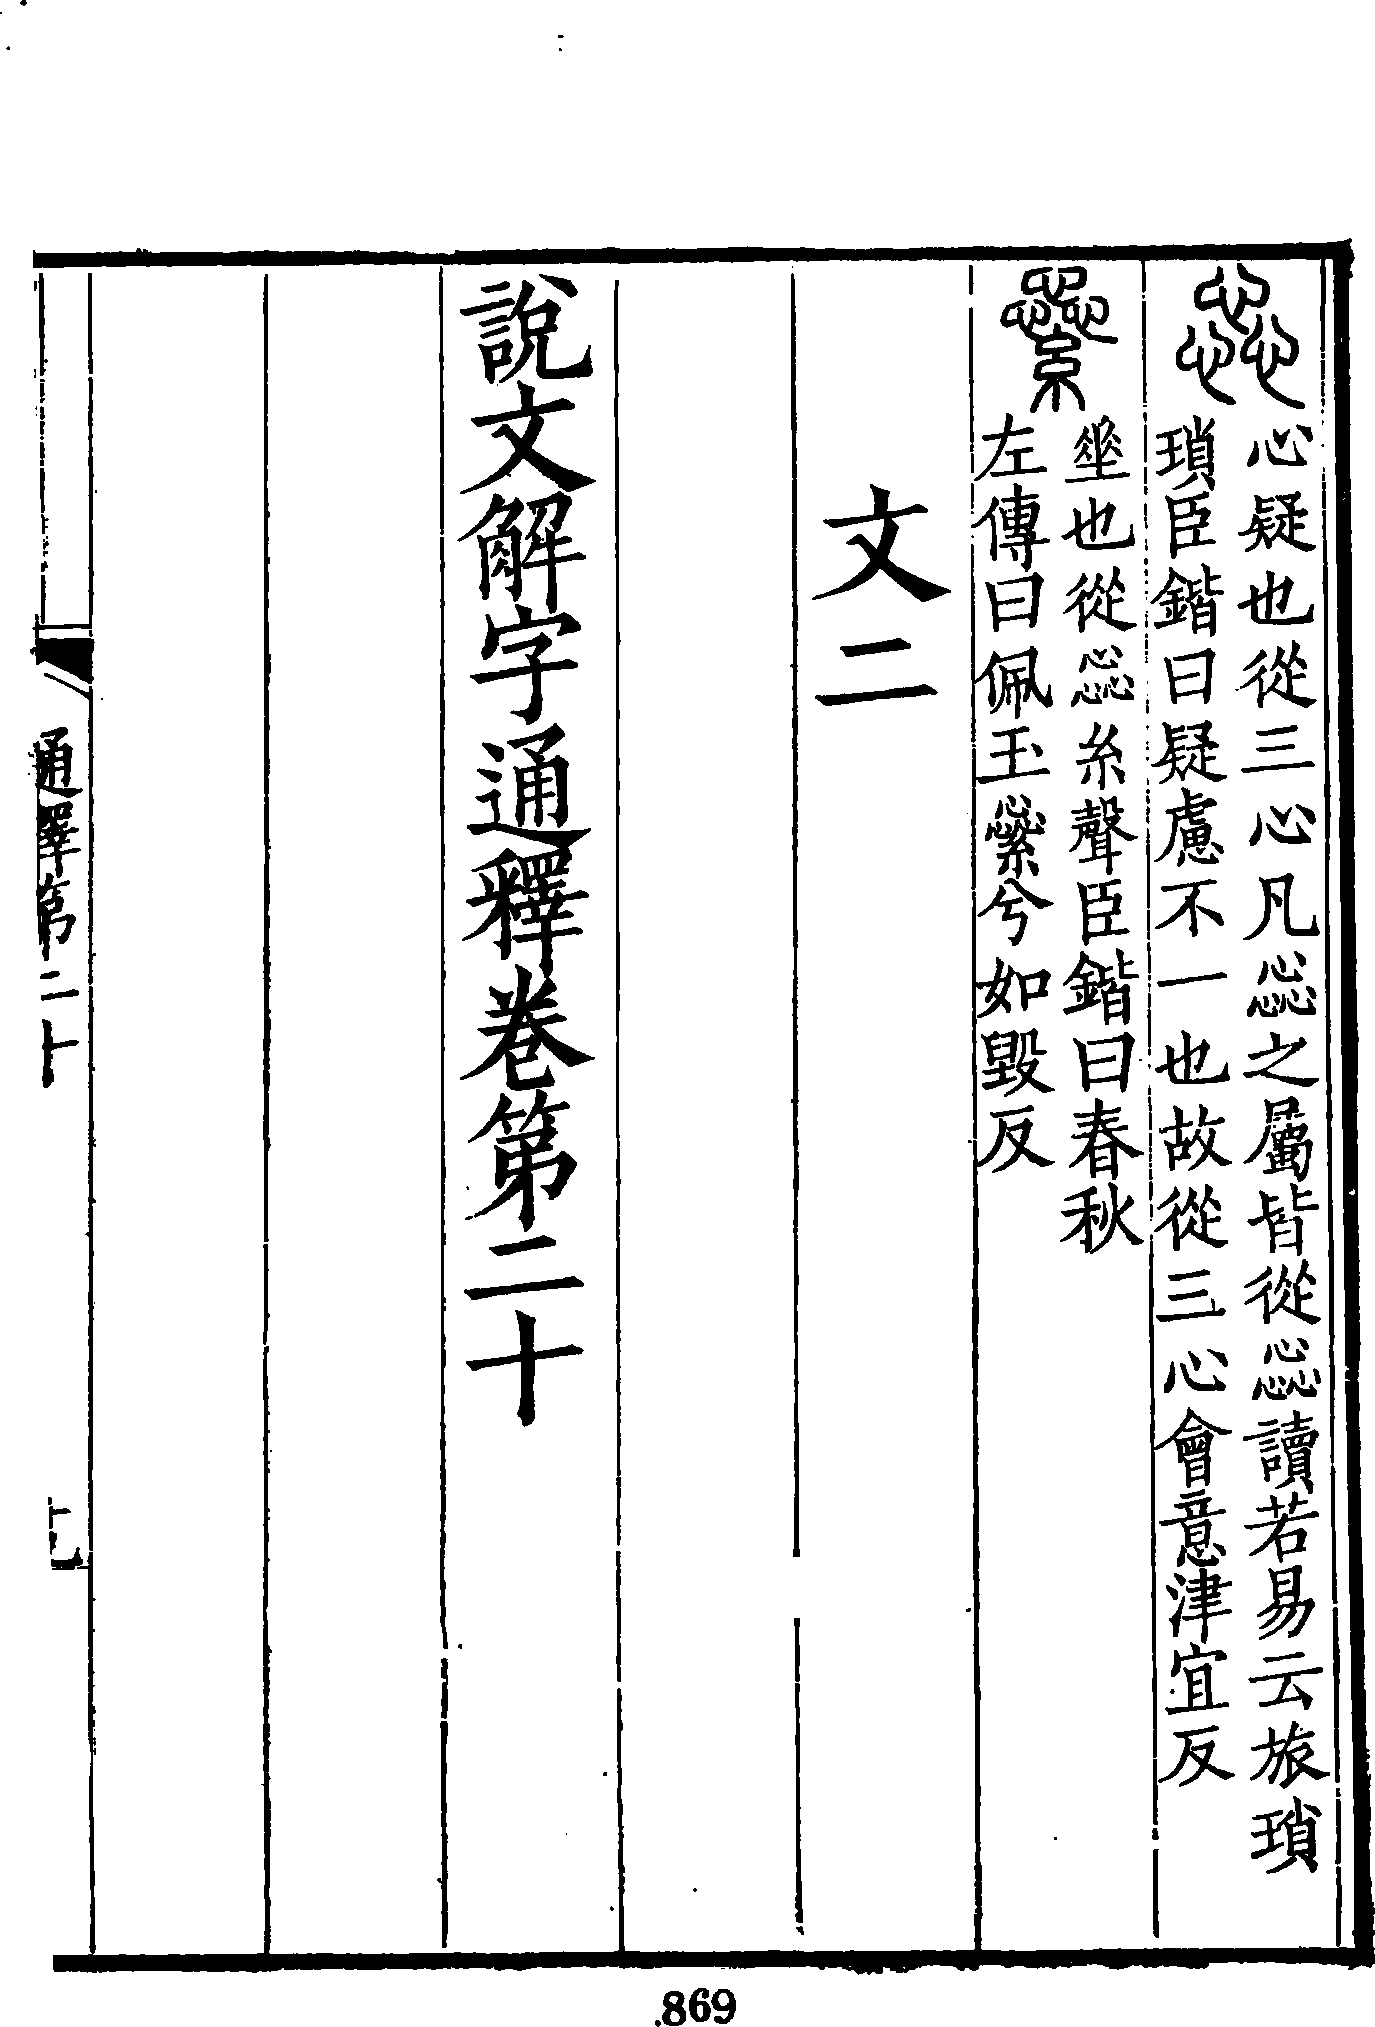 惢
心疑也從三心凡惢之屬皆從惢讀若易云旅瑣
瑣臣鍇曰疑慮不一也故從三心會意津宜反
繠
𡋲也從惢糸聲臣鍇曰春秋
左傳曰佩玉繠兮如毀反
文二
說文解字通釋卷第二十
通釋第二十
869